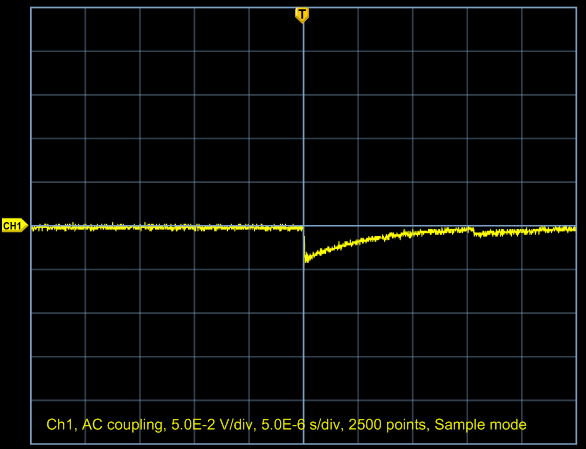 T
CH1
Ch1, AC coupling, 5.0E-2 V/div, 5.0E-6 s/div, 2500 points, Sample mode